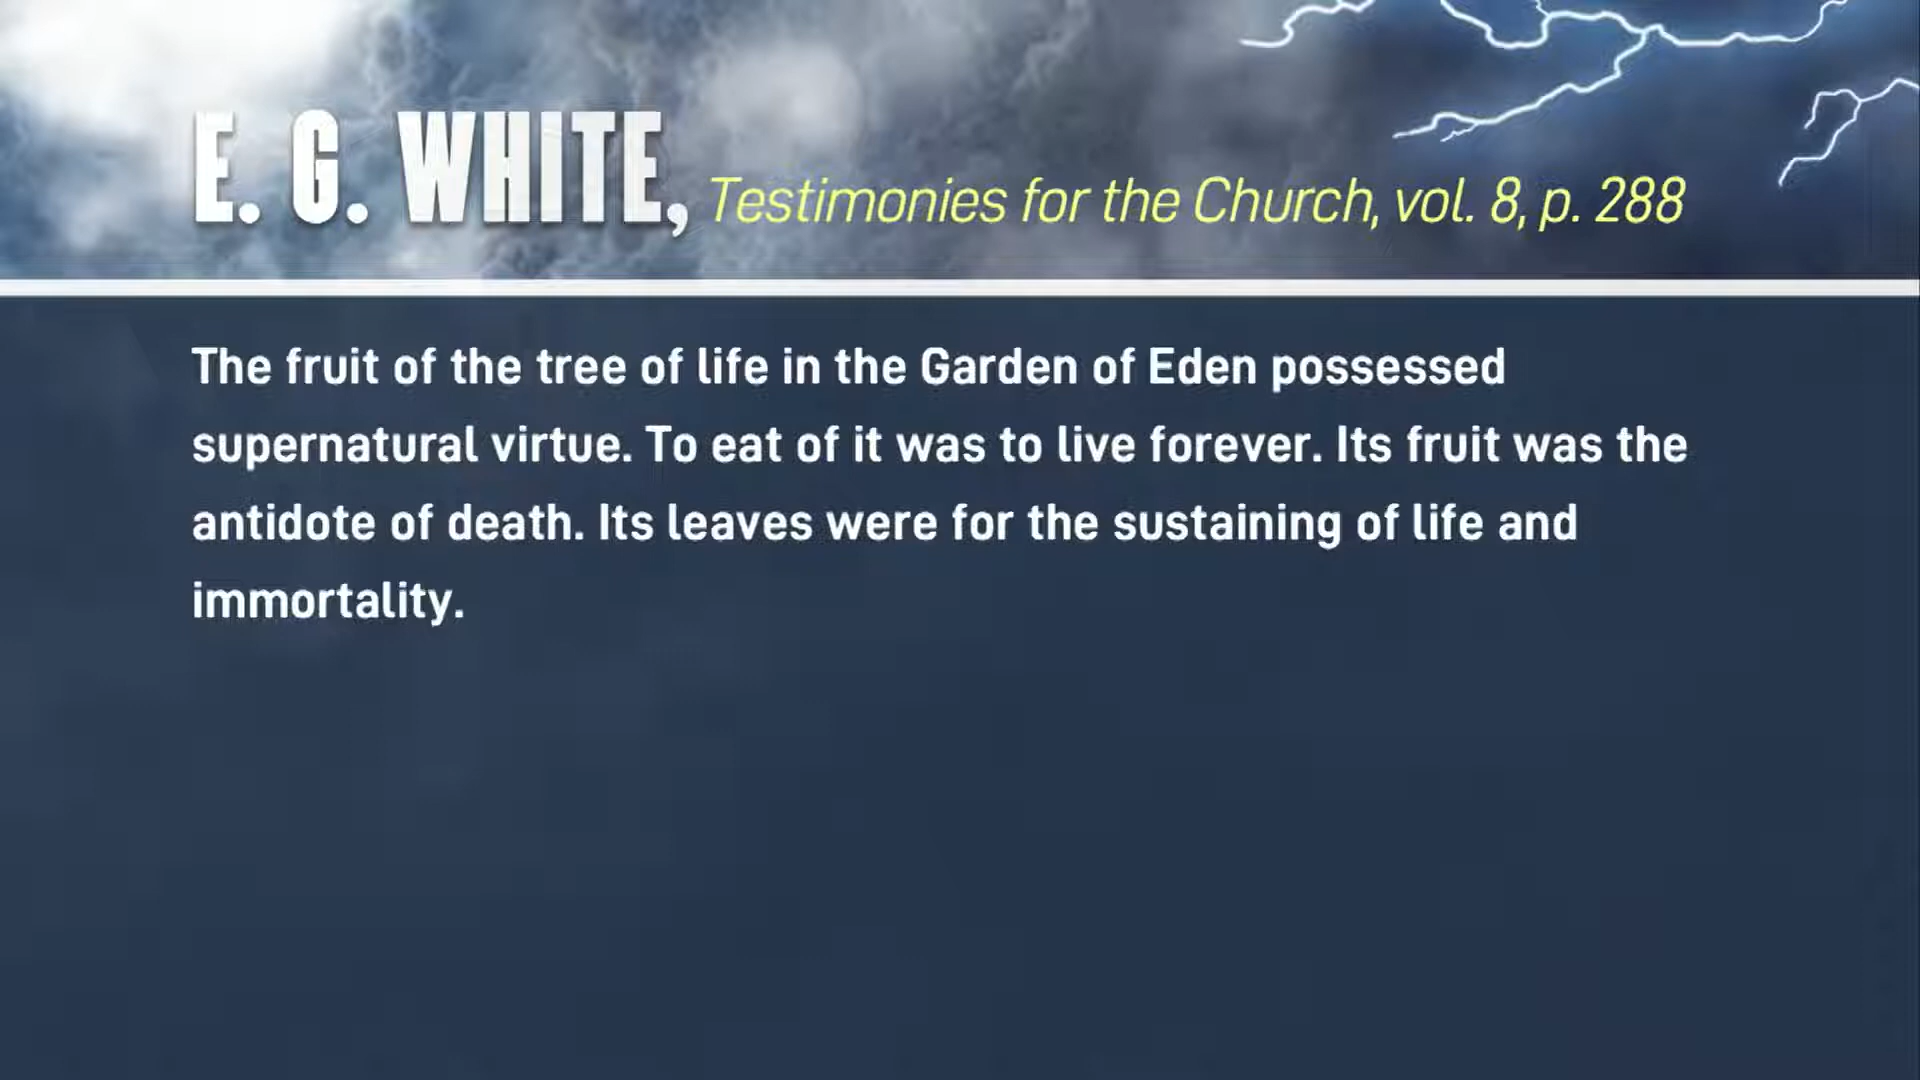 E. G. WHITE, Testimonies for the Church, vol. 8, p. 288
The fruit of the tree of life in the Garden of Eden possessed
supernatural virtue. To eat of it was to live forever. Its fruit was the
antidote of death. Its leaves were for the sustaining of life and
immortality.